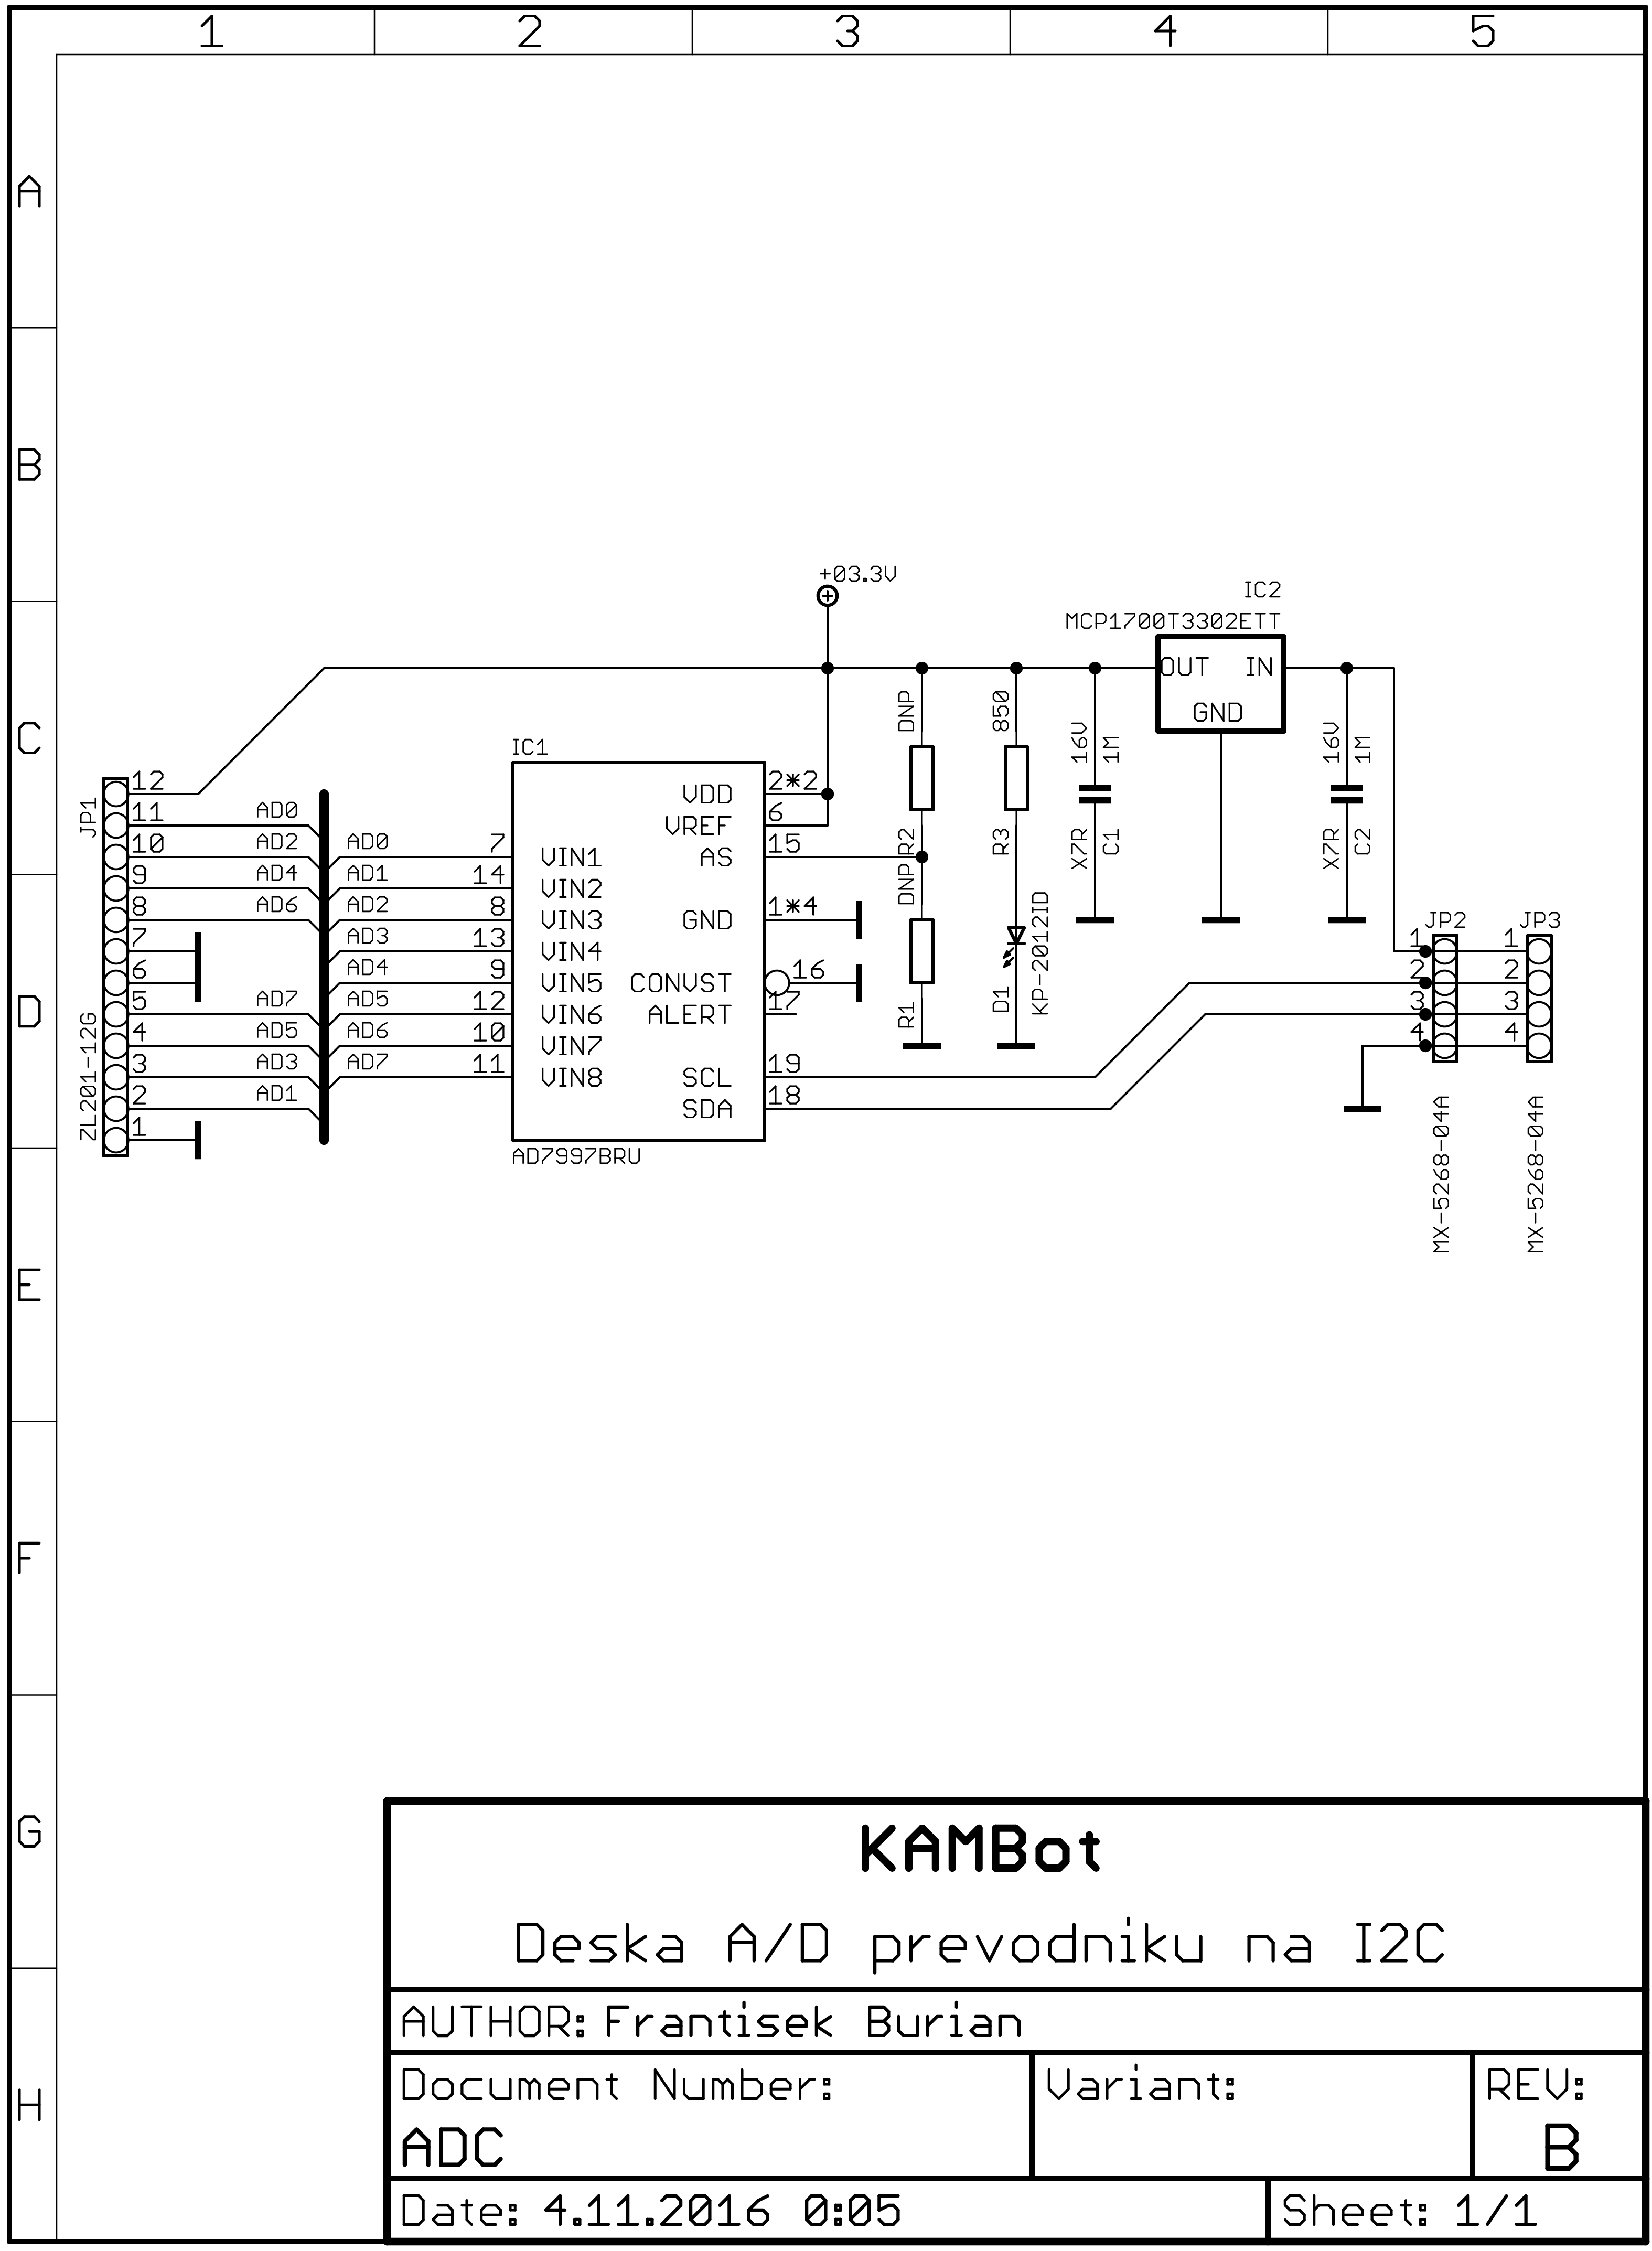 1 2 3 4 5
A
B
C
D
E
F
G
H
+03.3V
IC2
MCP1700T3302ETT
OUT IN
GND
DNP
850
16V
1M
16V
1M
IC1
JP1
12
11
10
9
8
7
6
5
4
3
2
1
ZL201-12G
AD0
AD2
AD4
AD6
AD7
AD5
AD3
AD1
AD0 7 VIN1
AD1 14 VIN2
AD2 8 VIN3
AD3 13 VIN4
AD4 9 VIN5
AD5 12 VIN6
AD6 10 VIN7
AD7 11 VIN8
VDD 2*2
VREF 6
AS 15
GND 1*4
CONVST 16
ALERT 17
SCL 19
SDA 18
AD7997BRU
R2
DNP
R1
R3
D1
KP-2012ID
X7R
C1
X7R
C2
JP2 JP3
1 1
2 2
3 3
4 4
MX-5268-04A
MX-5268-04A
KAMBot
Deska A/D prevodniku na I2C
AUTHOR: Frantisek Burian
Document Number: Variant: REV:
ADC B
Date: 4.11.2016 0:05 Sheet: 1/1